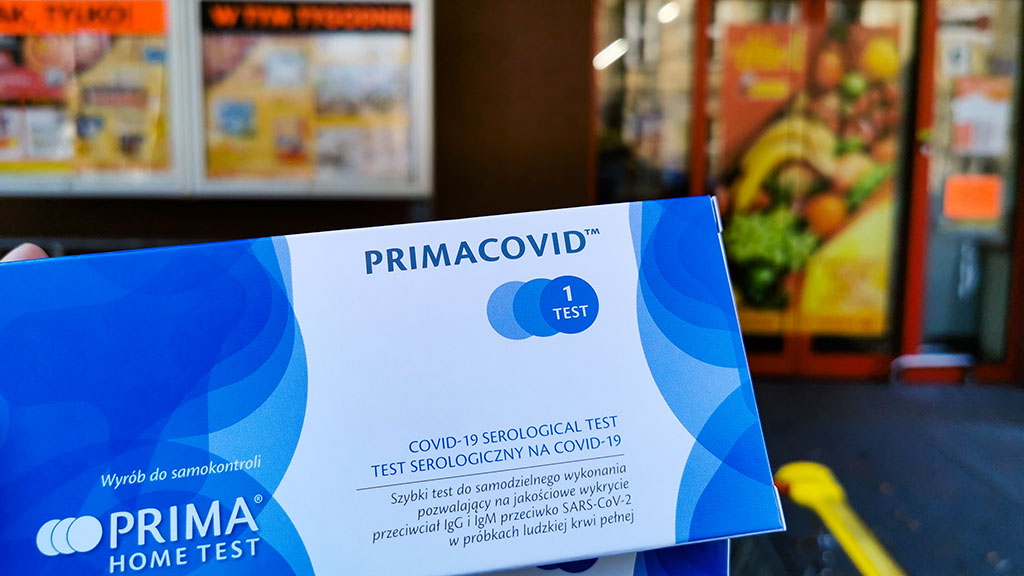 AK, TYLKO!
W TYM TYGODNIU
PRIMACOVID™
1
TEST
COVID-19 SEROLOGICAL TEST
TEST SEROLOGICZNY NA COVID-19
Szybki test do samodzielnego wykonania
pozwalający na jakościowe wykrycie
przeciwciał IgG i IgM przeciwko SARS-CoV-2
w próbkach ludzkiej krwi pełnej
Wyrób do samokontroli
PRIMA®
HOME TEST